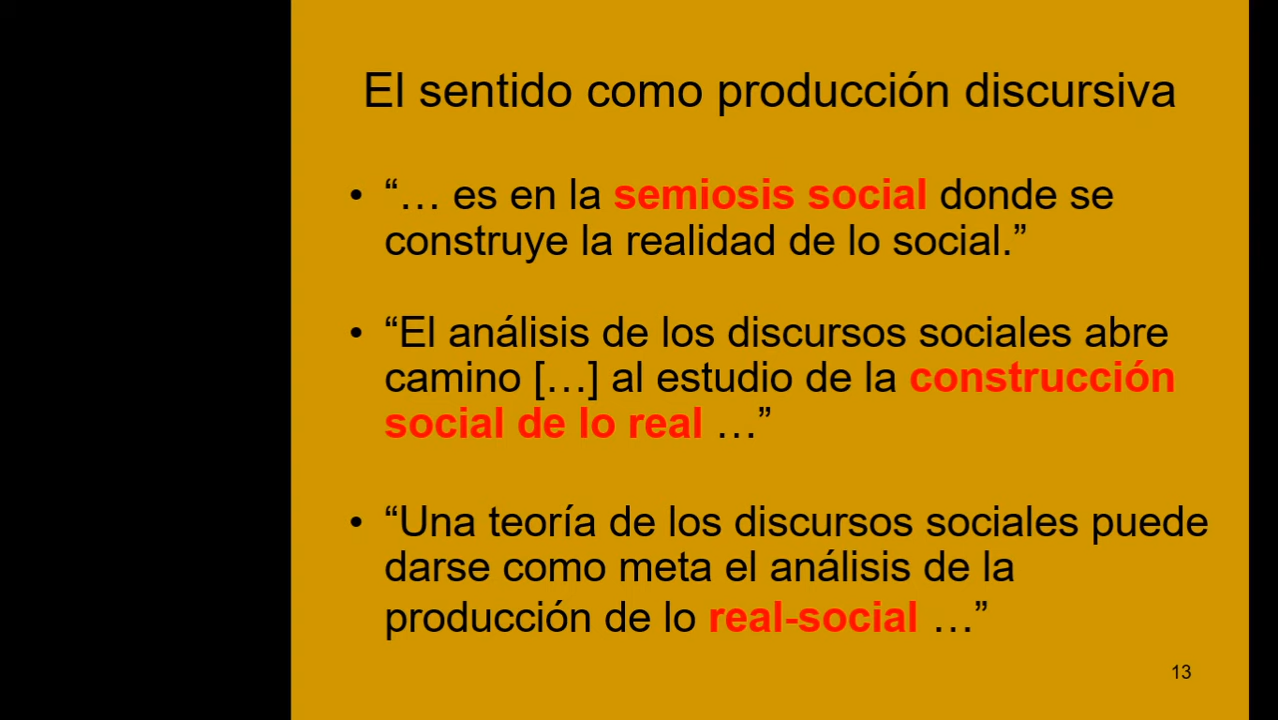 El sentido como producción discursiva
• “… es en la semiosis social donde se
construye la realidad de lo social.”
• “El análisis de los discursos sociales abre
camino […] al estudio de la construcción
social de lo real …”
• “Una teoría de los discursos sociales puede
darse como meta el análisis de la
producción de lo real-social …”
13